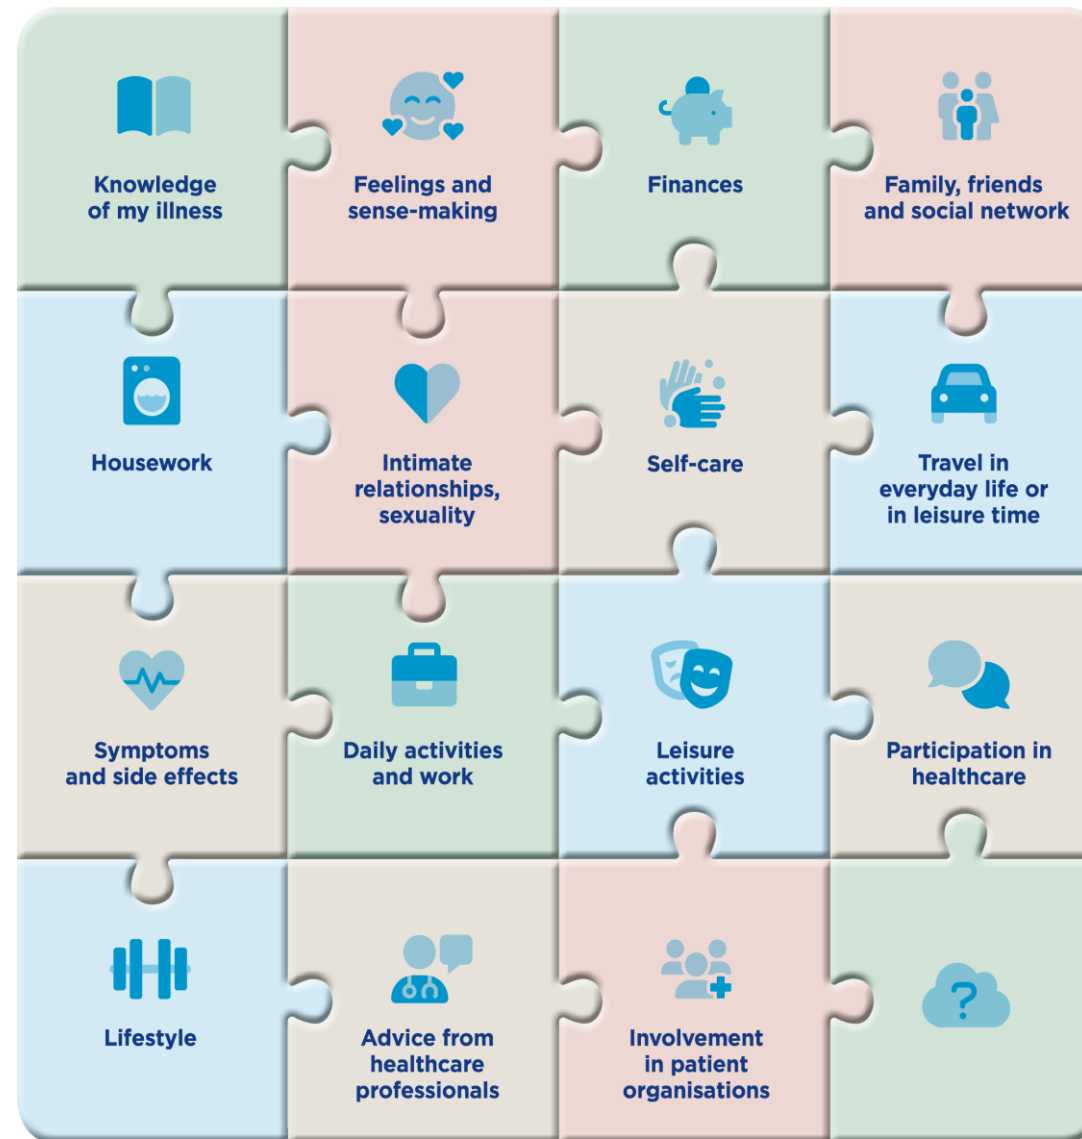 Knowledge
of my illness
Feelings and
sense-making
Finances
Family, friends
and social network
Housework
Intimate
relationships,
sexuality
Self-care
Travel in
everyday life or
in leisure time
Symptoms
and side effects
Daily activities
and work
Leisure
activities
Participation in
healthcare
Lifestyle
Advice from
healthcare
professionals
Involvement
in patient
organisations
?